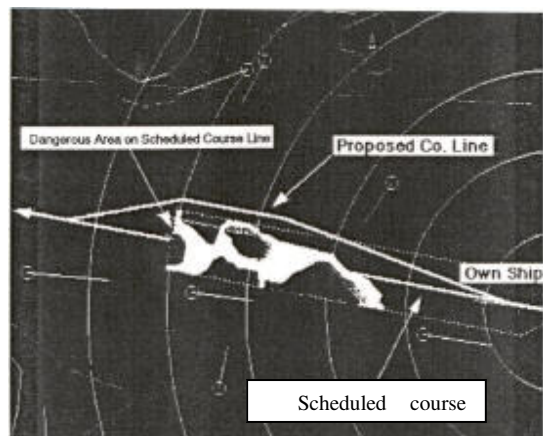 Dangerous Area on Scheduled Course Line
Proposed Co. Line
Own Ship
Scheduled course